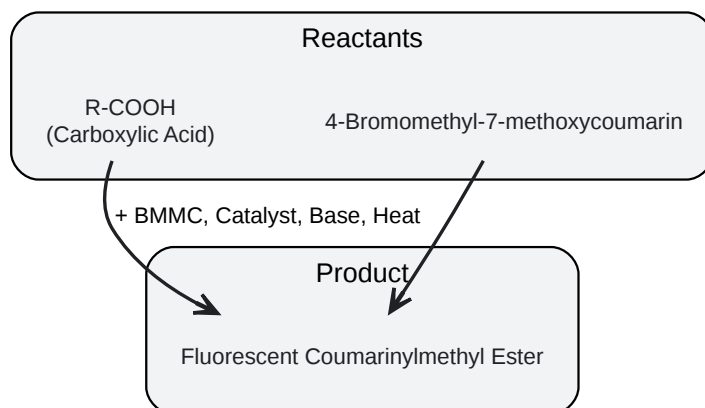 Reactants
R-COOH
(Carboxylic Acid)
4-Bromomethyl-7-methoxycoumarin
+ BMMC, Catalyst, Base, Heat
Product
Fluorescent Coumarinylmethyl Ester